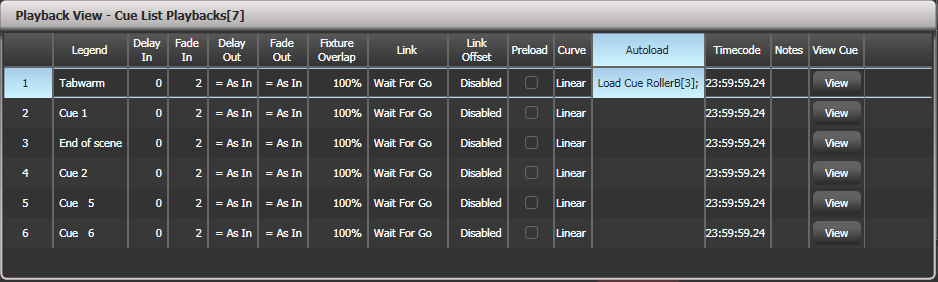 Playback View - Cue List Playbacks[7]
Legend Delay In Fade In Delay Out Fade Out Fixture Overlap Link Link Offset Preload Curve Autoload Timecode Notes View Cue
1 Tabwarm 0 2 = As In = As In 100% Wait For Go Disabled Linear Load Cue RollerB[3]; 23:59:59.24 View
2 Cue 1 0 2 = As In = As In 100% Wait For Go Disabled Linear 23:59:59.24 View
3 End of scene 0 2 = As In = As In 100% Wait For Go Disabled Linear 23:59:59.24 View
4 Cue 2 0 2 = As In = As In 100% Wait For Go Disabled Linear 23:59:59.24 View
5 Cue 5 0 2 = As In = As In 100% Wait For Go Disabled Linear 23:59:59.24 View
6 Cue 6 0 2 = As In = As In 100% Wait For Go Disabled Linear 23:59:59.24 View